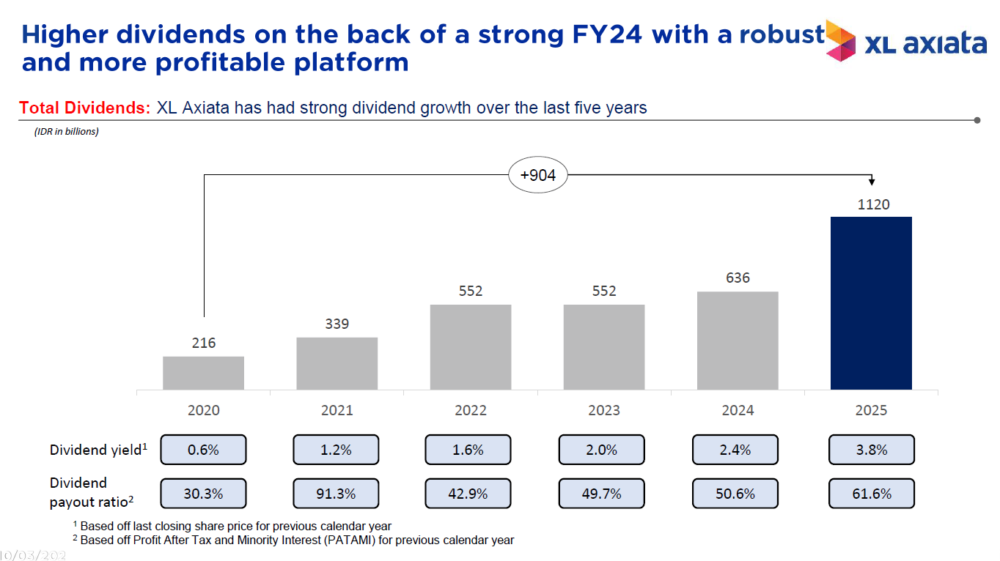 Higher dividends on the back of a strong FY24 with a robust
and more profitable platform
XL axiata
Total Dividends: XL Axiata has had strong dividend growth over the last five years
(IDR in billions)
+904
1120
636
552 552
339
216
2020 2021 2022 2023 2024 2025
Dividend yield¹ 0.6% 1.2% 1.6% 2.0% 2.4% 3.8%
Dividend
payout ratio² 30.3% 91.3% 42.9% 49.7% 50.6% 61.6%
¹ Based off last closing share price for previous calendar year
² Based off Profit After Tax and Minority Interest (PATAMI) for previous calendar year
10/03/202